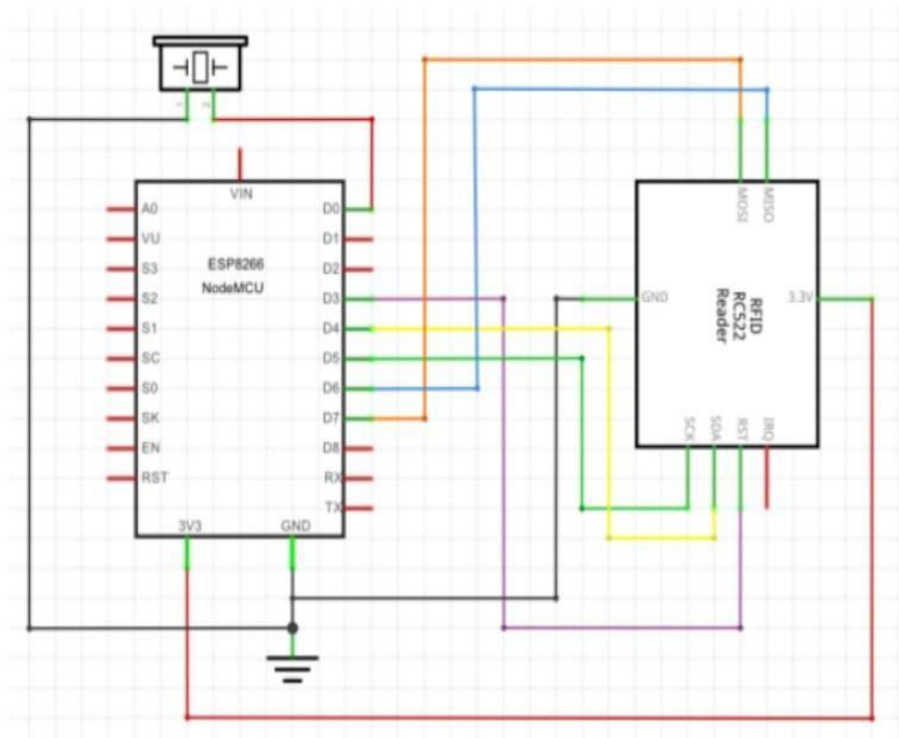 1 2
VIN
A0 D0
VU D1
ESP8266
S3 D2
NodeMCU
S2 D3
S1 D4
SC D5
S0 D6
SK D7
EN D8
RST RX
TX
3V3 GND
MOSI MISO
GND 3.3V
RFID
RC522
Reader
SCK SDA RST IRQ